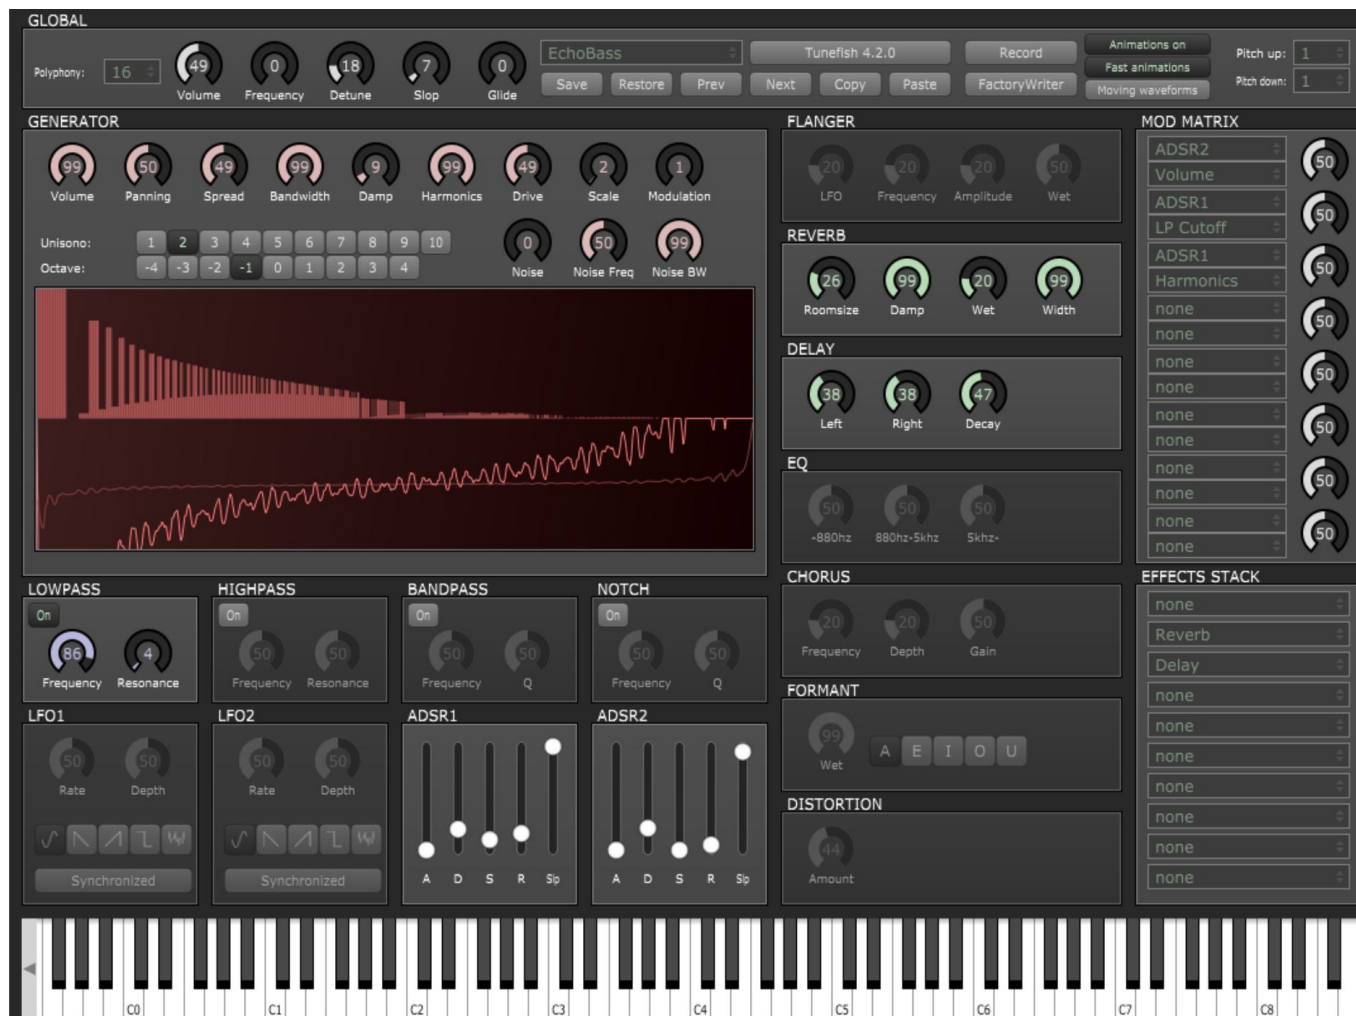 GLOBAL
Polyphony: 16
49 0 18 7 0
Volume Frequency Detune Slop Glide
EchoBass Tunefish 4.2.0 Record
Save Restore Prev Next Copy Paste FactoryWriter
Animations on
Fast animations
Moving waveforms
Pitch up: 1
Pitch down: 1
GENERATOR
99 50 49 99 9 99 49 2 1
Volume Panning Spread Bandwidth Damp Harmonics Drive Scale Modulation
Unisono: 1 2 3 4 5 6 7 8 9 10
Octave: -4 -3 -2 -1 0 1 2 3 4
0 50 99
Noise Noise Freq Noise BW
LOWPASS
On
86 4
Frequency Resonance
HIGHPASS
On
50 50
Frequency Resonance
BANDPASS
On
50 50
Frequency Q
NOTCH
On
50 50
Frequency Q
LFO1
50 50
Rate Depth
Synchronized
LFO2
50 50
Rate Depth
Synchronized
ADSR1
A D S R Slp
ADSR2
A D S R Slp
FLANGER
20 20 20 50
LFO Frequency Amplitude Wet
REVERB
26 99 20 99
Roomsize Damp Wet Width
DELAY
38 38 47
Left Right Decay
EQ
50 50 50
-880hz 880hz-5khz 5khz-
CHORUS
20 20 50
Frequency Depth Gain
FORMANT
99
Wet
A E I O U
DISTORTION
44
Amount
MOD MATRIX
ADSR2
Volume
50
ADSR1
LP Cutoff
50
ADSR1
Harmonics
50
none
none
50
none
none
50
none
none
50
none
none
50
none
none
50
EFFECTS STACK
none
Reverb
Delay
none
none
none
none
none
none
none
C0 C1 C2 C3 C4 C5 C6 C7 C8